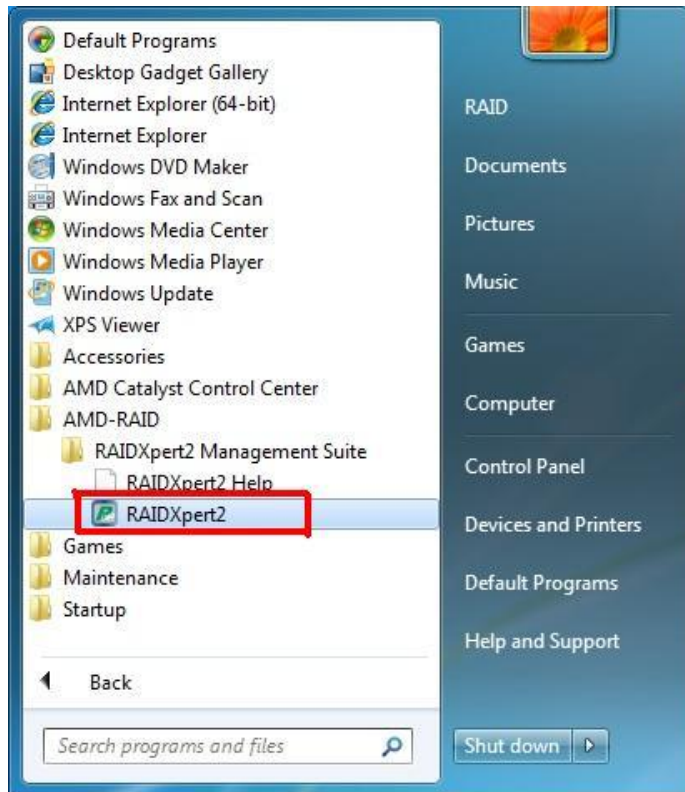 Default Programs
Desktop Gadget Gallery
Internet Explorer (64-bit)
Internet Explorer
Windows DVD Maker
Windows Fax and Scan
Windows Media Center
Windows Media Player
Windows Update
XPS Viewer
Accessories
AMD Catalyst Control Center
AMD-RAID
RAIDXpert2 Management Suite
RAIDXpert2 Help
RAIDXpert2
Games
Maintenance
Startup
Back
Search programs and files
RAID
Documents
Pictures
Music
Games
Computer
Control Panel
Devices and Printers
Default Programs
Help and Support
Shut down